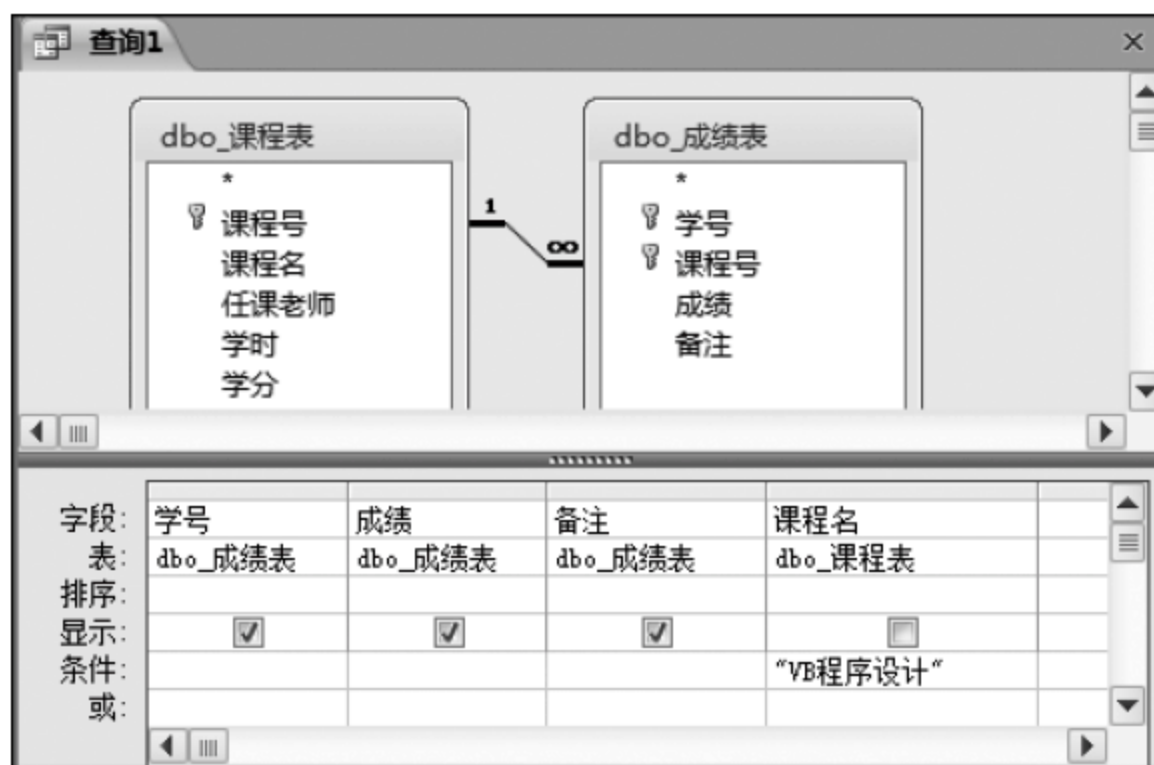 查询1
dbo_课程表
*
课程号
课程名
任课老师
学时
学分
1
∞
dbo_成绩表
*
学号
课程号
成绩
备注
字段: 学号 成绩 备注 课程名
表: dbo_成绩表 dbo_成绩表 dbo_成绩表 dbo_课程表
排序:
显示:
条件: "VB程序设计"
或: